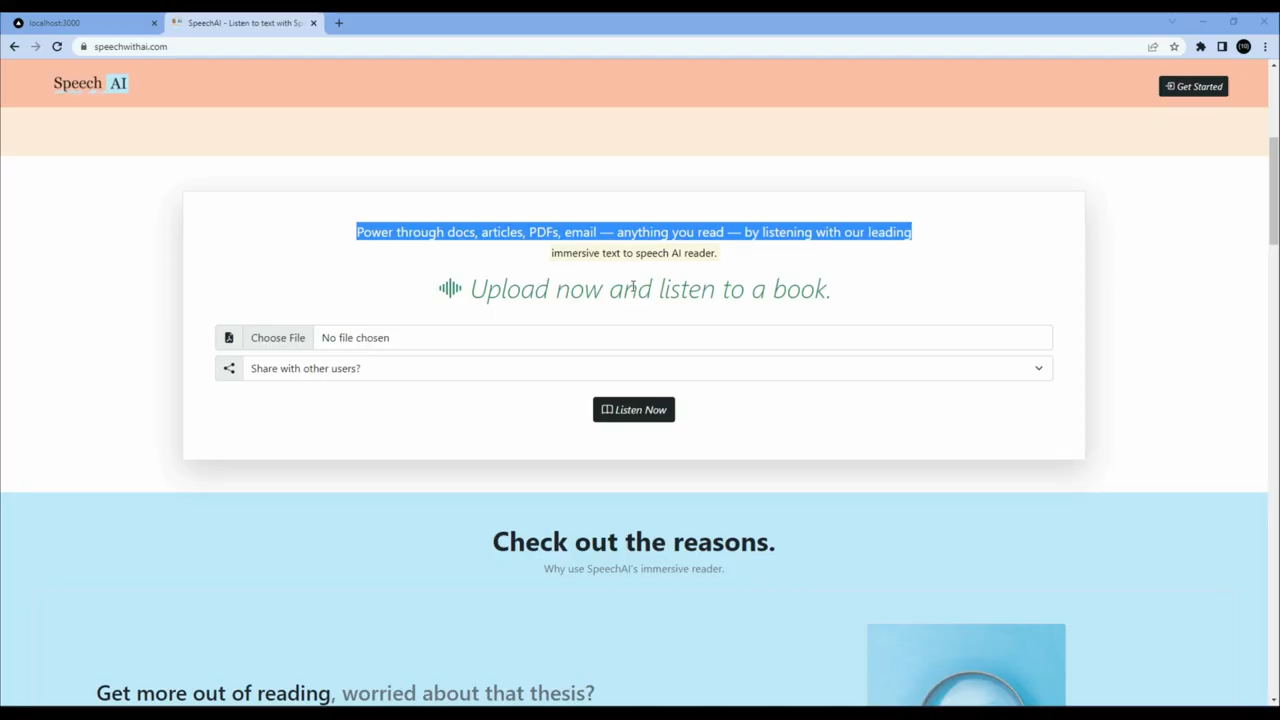 localhost:3000
SpeechAI - Listen to text with Sp
speechwithai.com
Speech AI
Get Started
Power through docs, articles, PDFs, email — anything you read — by listening with our leading
immersive text to speech AI reader.
Upload now and listen to a book.
Choose File No file chosen
Share with other users?
Listen Now
Check out the reasons.
Why use SpeechAI's immersive reader.
Get more out of reading, worried about that thesis?